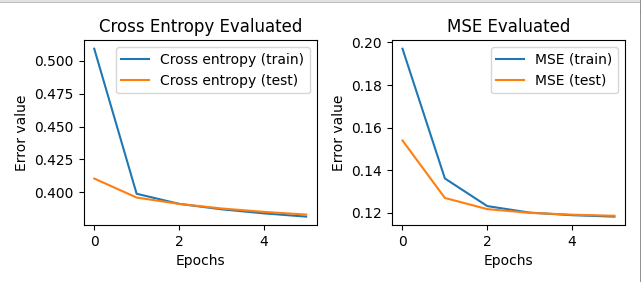 Cross Entropy Evaluated
Error value
0.500
0.475
0.450
0.425
0.400
Cross entropy (train)
Cross entropy (test)
0 2 4
Epochs
MSE Evaluated
Error value
0.20
0.18
0.16
0.14
0.12
MSE (train)
MSE (test)
0 2 4
Epochs